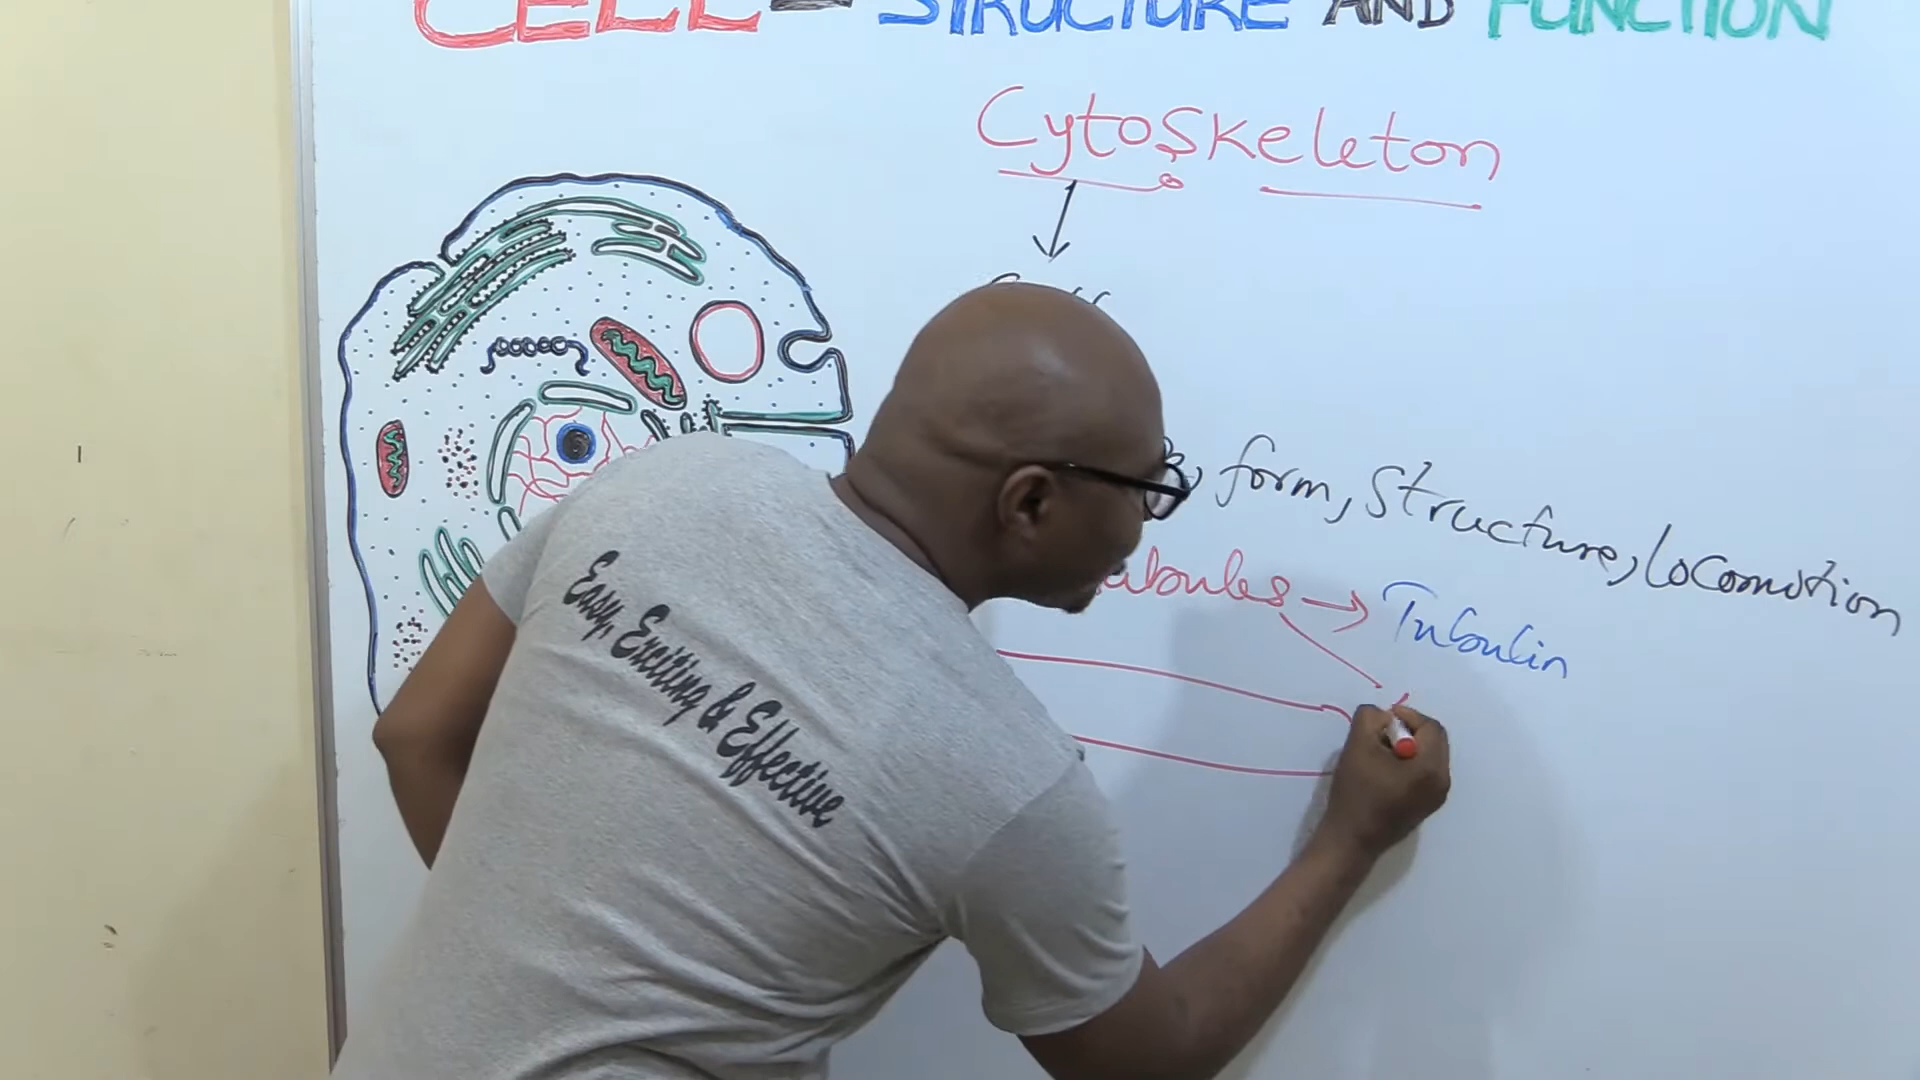 CELL - STRUCTURE AND FUNCTION
Cytoskeleton
form, Structure, Locomotion
Tubulin
Easy, Exciting & Effective